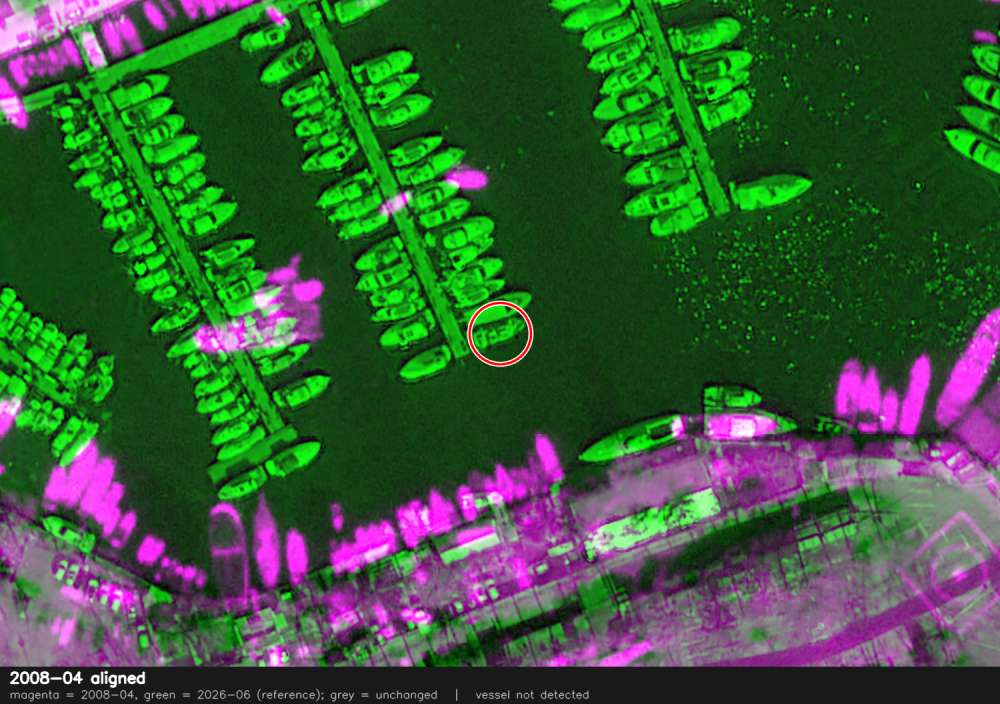 2008-04 aligned
magenta = 2008-04, green = 2026-06 (reference); grey = unchanged | vessel not detected